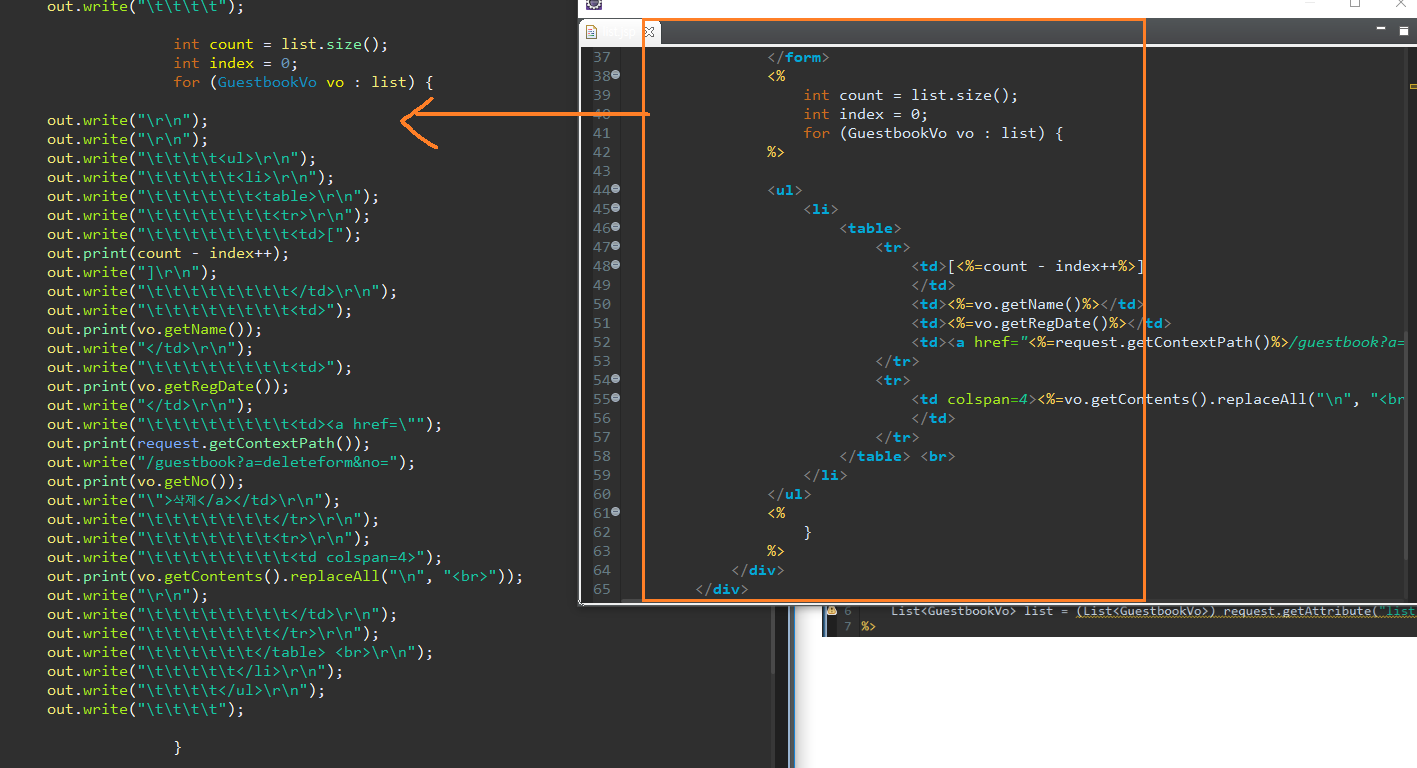 out.write("\t\t\t\t");
int count = list.size();
int index = 0;
for (GuestbookVo vo : list) {
out.write("\r\n");
out.write("\r\n");
out.write("\t\t\t\t<ul>\r\n");
out.write("\t\t\t\t\t<li>\r\n");
out.write("\t\t\t\t\t\t<table>\r\n");
out.write("\t\t\t\t\t\t\t<tr>\r\n");
out.write("\t\t\t\t\t\t\t\t<td>[");
out.print(count - index++);
out.write("]\r\n");
out.write("\t\t\t\t\t\t\t\t</td>\r\n");
out.write("\t\t\t\t\t\t\t\t<td>");
out.print(vo.getName());
out.write("</td>\r\n");
out.write("\t\t\t\t\t\t\t\t<td>");
out.print(vo.getRegDate());
out.write("</td>\r\n");
out.write("\t\t\t\t\t\t\t\t<td><a href=\"");
out.print(request.getContextPath());
out.write("/guestbook?a=deleteform&no=");
out.print(vo.getNo());
out.write("\">삭제</a></td>\r\n");
out.write("\t\t\t\t\t\t\t</tr>\r\n");
out.write("\t\t\t\t\t\t\t<tr>\r\n");
out.write("\t\t\t\t\t\t\t\t<td colspan=4>");
out.print(vo.getContents().replaceAll("\n", "<br>"));
out.write("\r\n");
out.write("\t\t\t\t\t\t\t\t</td>\r\n");
out.write("\t\t\t\t\t\t\t</tr>\r\n");
out.write("\t\t\t\t\t\t</table> <br>\r\n");
out.write("\t\t\t\t\t</li>\r\n");
out.write("\t\t\t\t</ul>\r\n");
out.write("\t\t\t\t");
}
37 </form>
38 <%
39 int count = list.size();
40 int index = 0;
41 for (GuestbookVo vo : list) {
42 %>
43
44 <ul>
45 <li>
46 <table>
47 <tr>
48 <td>[<%=count - index++%>]
49 </td>
50 <td><%=vo.getName()%></td>
51 <td><%=vo.getRegDate()%></td>
52 <td><a href="<%=request.getContextPath()%>/guestbook?a=
53 </tr>
54 <tr>
55 <td colspan=4><%=vo.getContents().replaceAll("\n", "<br
56 </td>
57 </tr>
58 </table> <br>
59 </li>
60 </ul>
61 <%
62 }
63 %>
64 </div>
65 </div>
6 List<GuestbookVo> list = (List<GuestbookVo>) request.getAttribute("list
7 %>